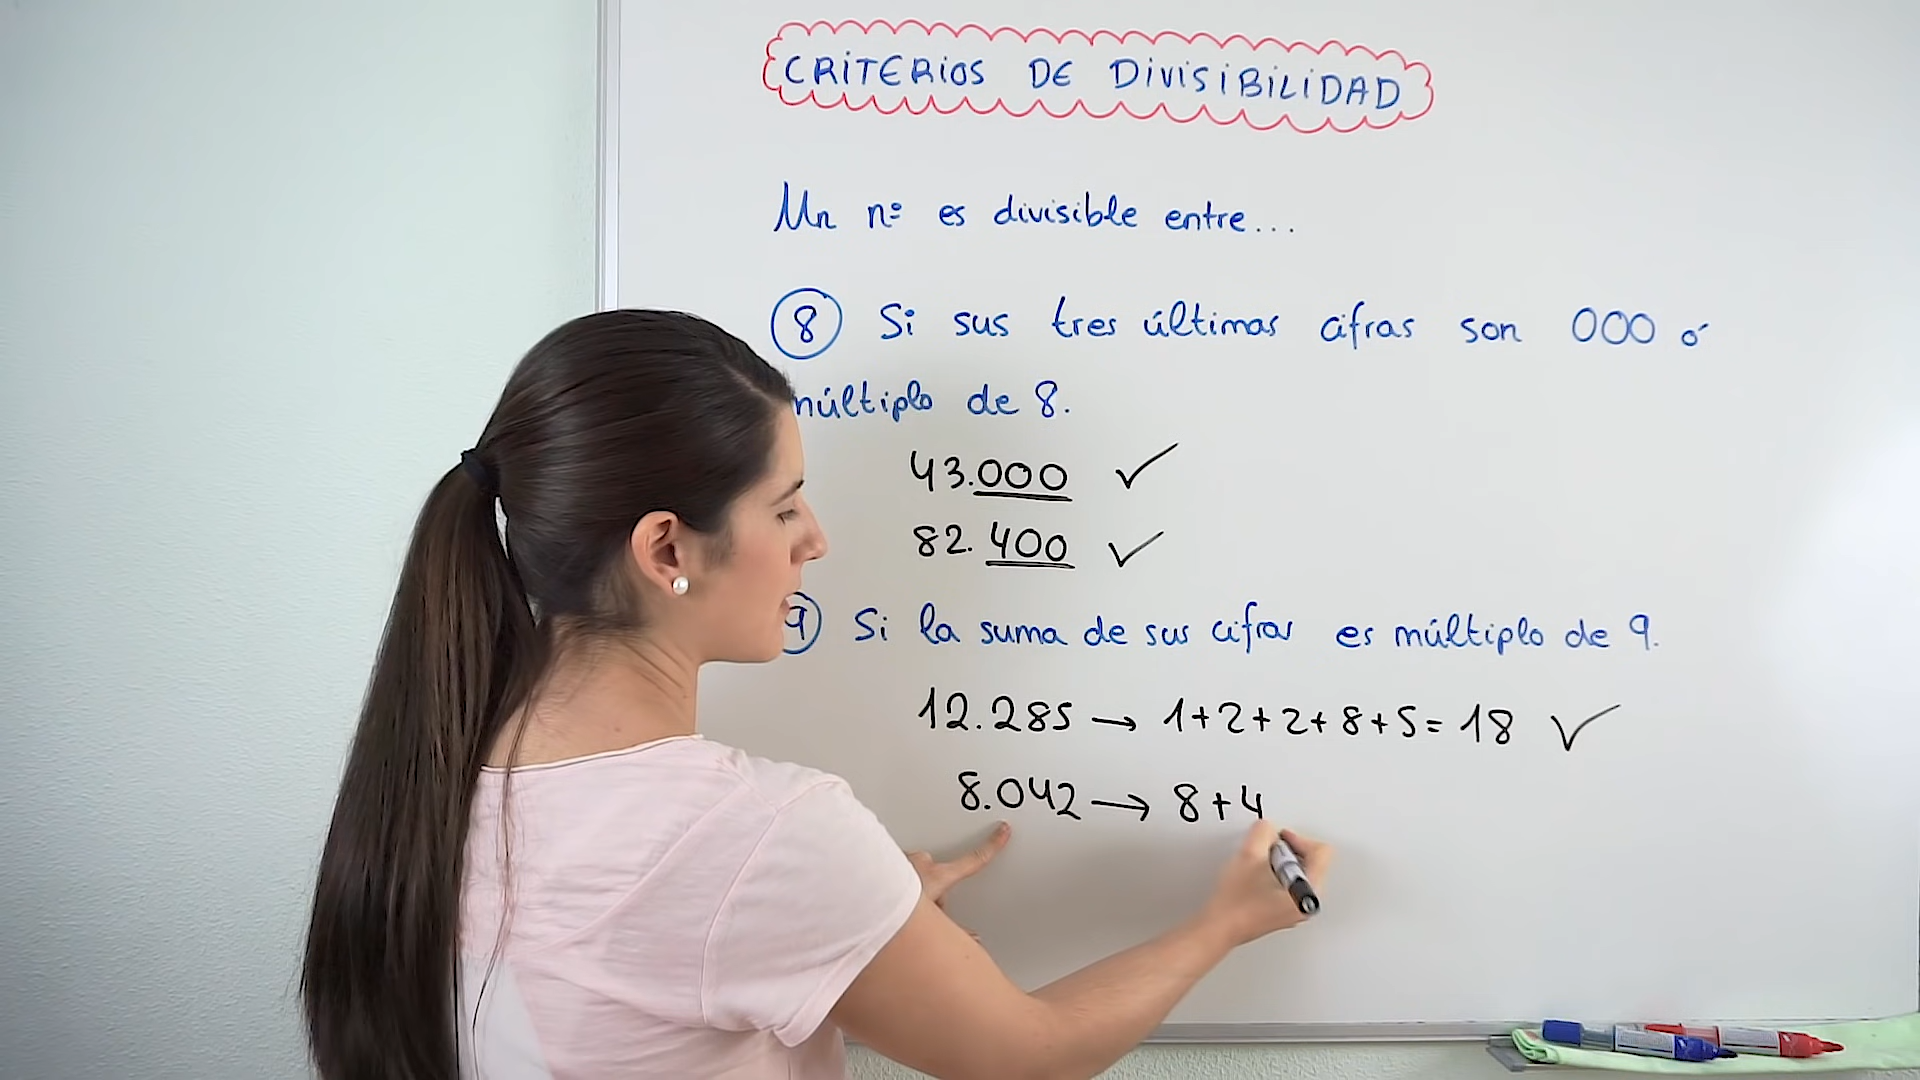 CRITERIOS DE DIVISIBILIDAD
Un nº es divisible entre...
8 Si sus tres últimas cifras son 000 ó
múltiplo de 8.
43.000 ✓
82.400 ✓
9 Si la suma de sus cifras es múltiplo de 9.
12.285 → 1+2+2+8+5=18 ✓
8.042 → 8+4